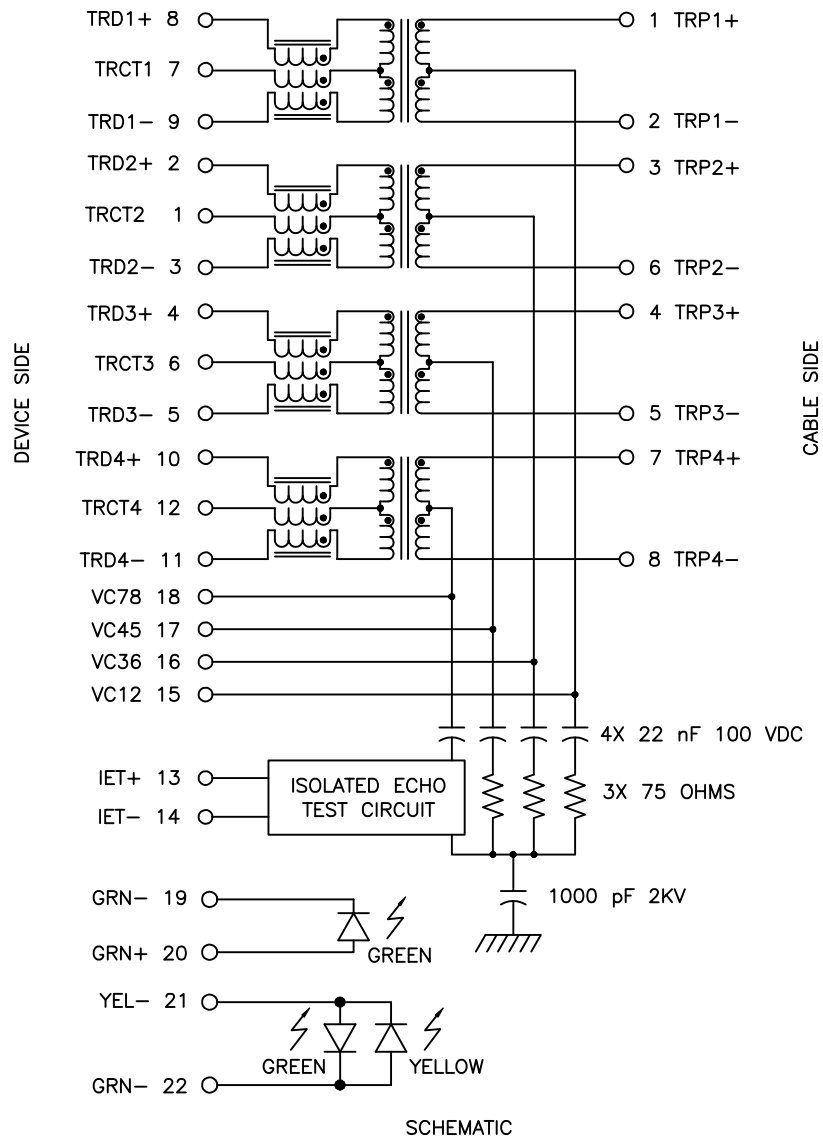 TRD1+ 8
1 TRP1+
TRCT1 7
TRD1− 9
2 TRP1−
TRD2+ 2
3 TRP2+
TRCT2 1
TRD2− 3
6 TRP2−
TRD3+ 4
4 TRP3+
DEVICE SIDE
CABLE SIDE
TRCT3 6
TRD3− 5
5 TRP3−
TRD4+ 10
7 TRP4+
TRCT4 12
TRD4− 11
8 TRP4−
VC78 18
VC45 17
VC36 16
VC12 15
4X 22 nF 100 VDC
IET+ 13
ISOLATED ECHO
TEST CIRCUIT
3X 75 OHMS
IET− 14
GRN− 19
1000 pF 2KV
GRN+ 20
GREEN
YEL− 21
GREEN
YELLOW
GRN− 22
SCHEMATIC